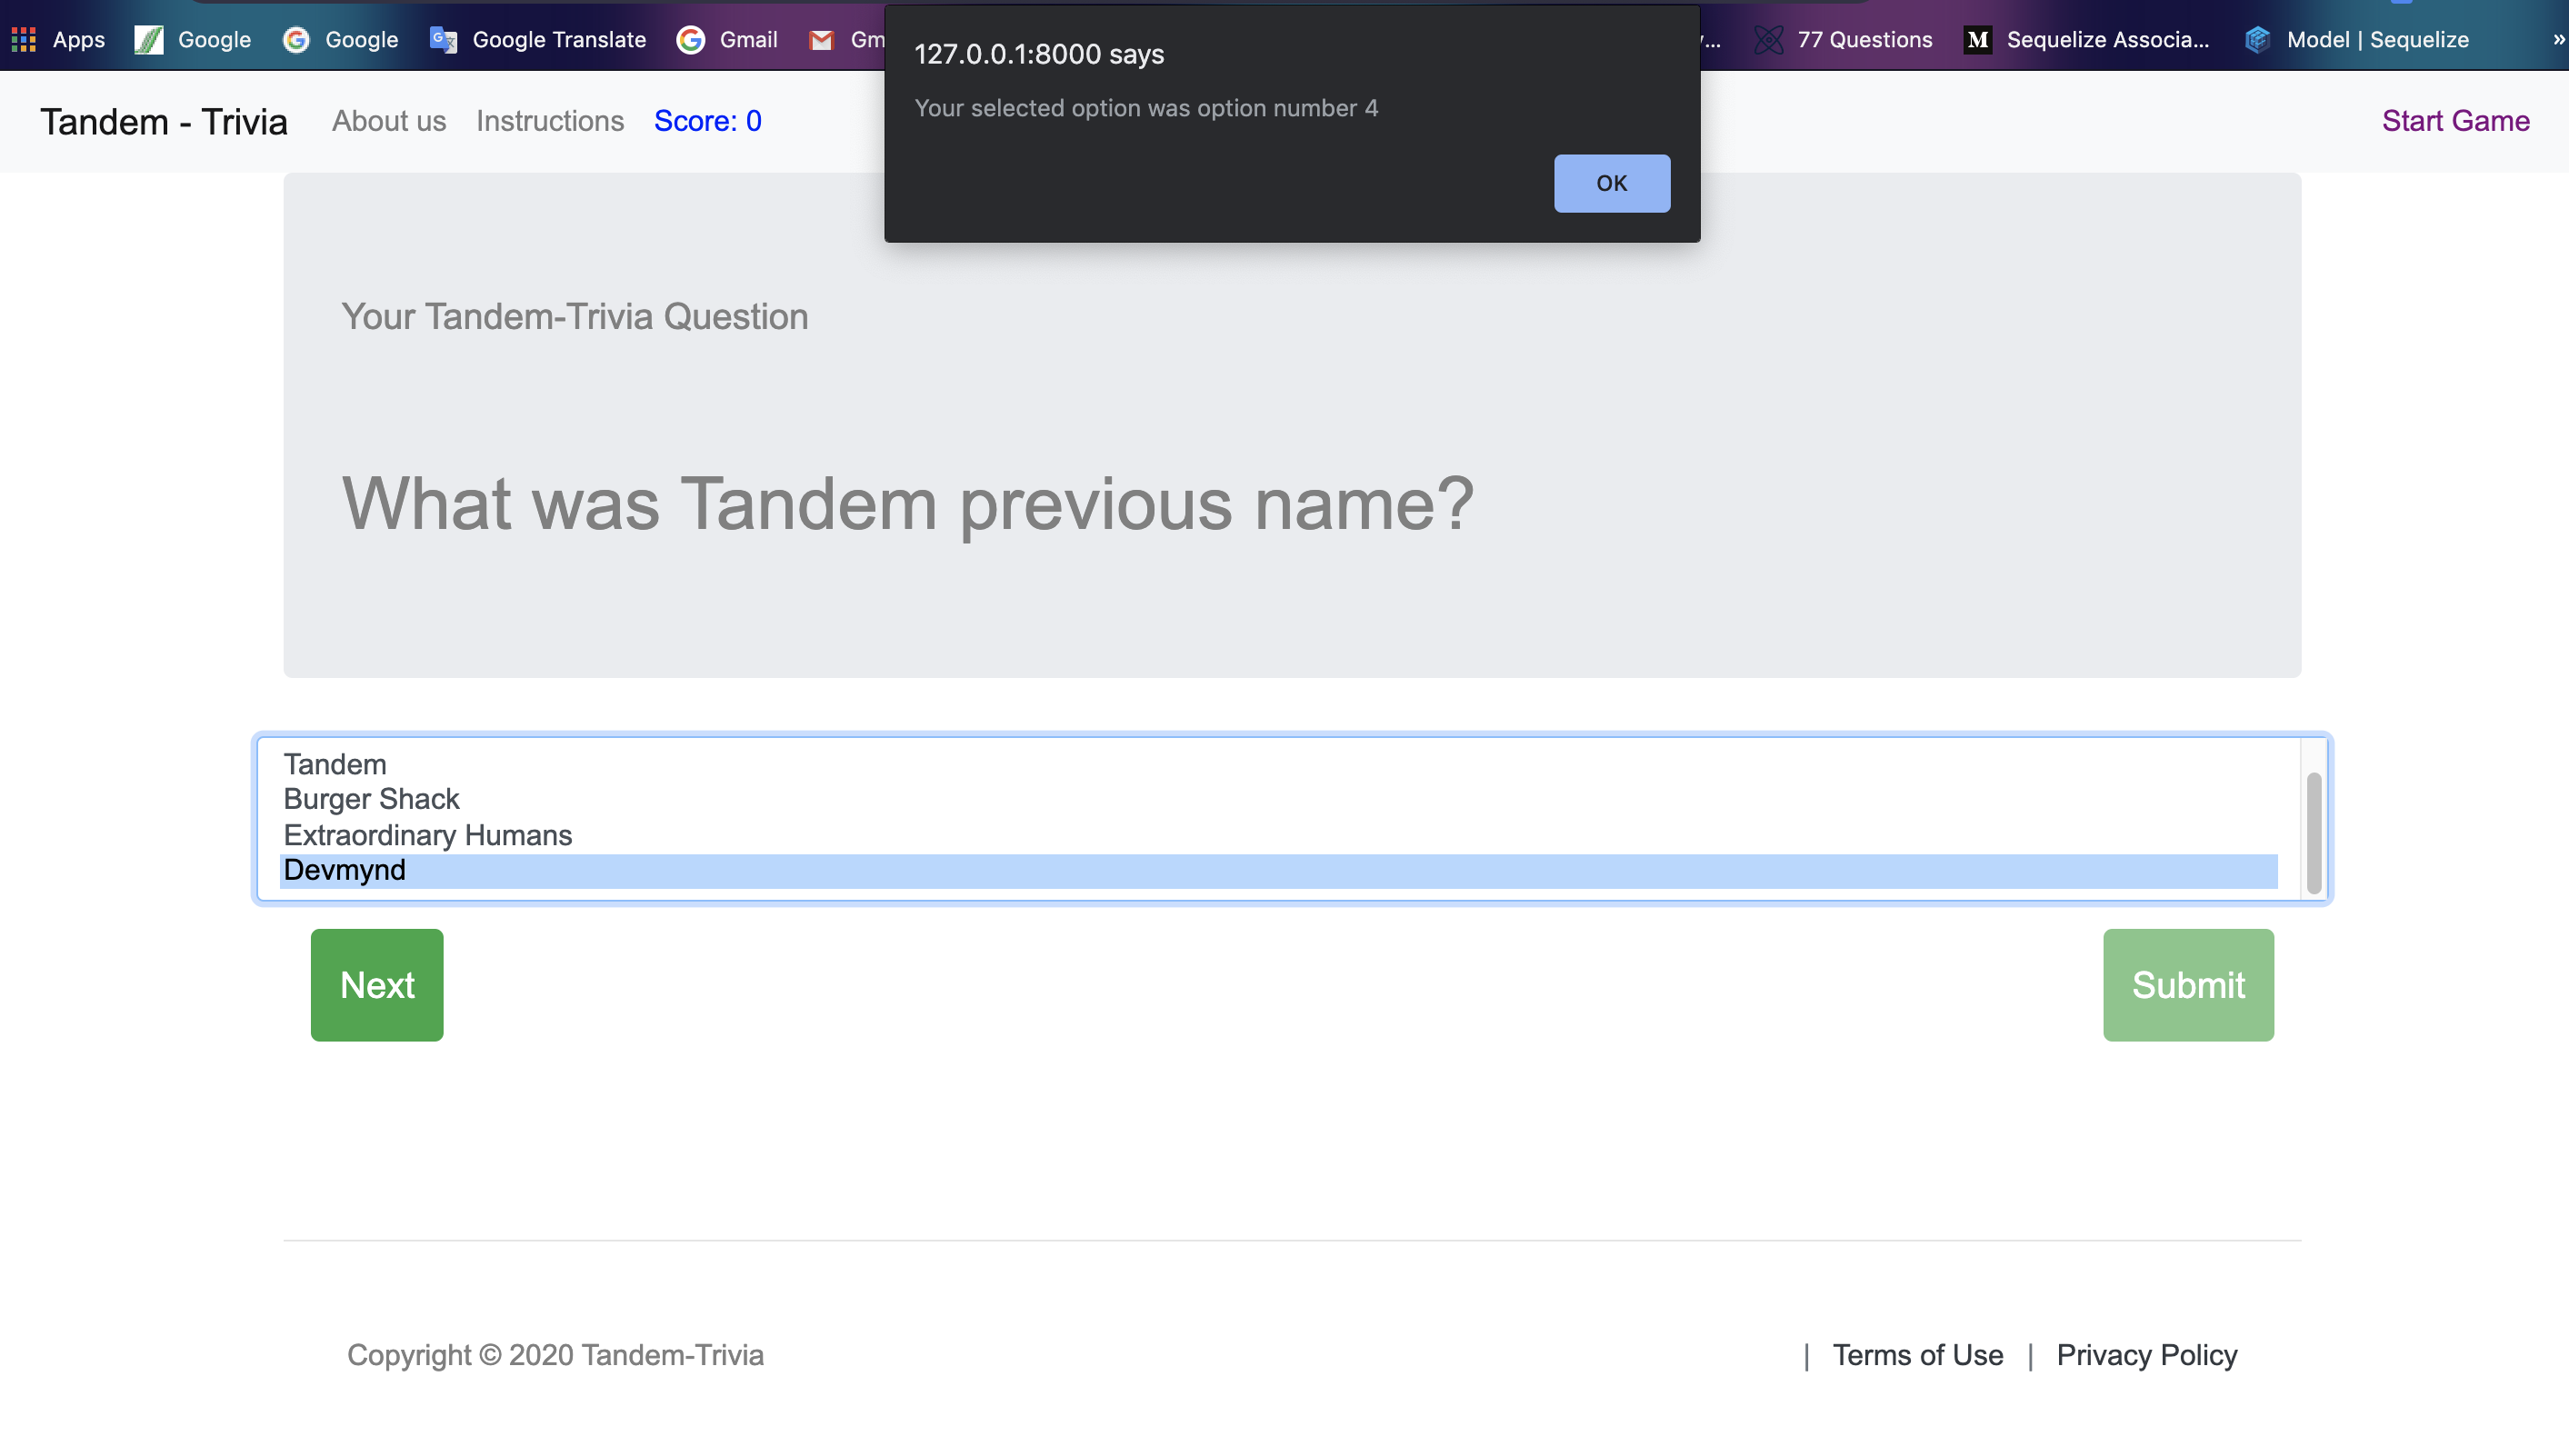 Apps Google Google Google Translate Gmail 77 Questions Sequelize Associa... Model | Sequelize »
127.0.0.1:8000 says
Your selected option was option number 4
OK
Tandem - Trivia About us Instructions Score: 0 Start Game
Your Tandem-Trivia Question
What was Tandem previous name?
Tandem
Burger Shack
Extraordinary Humans
Devmynd
Next Submit
Copyright © 2020 Tandem-Trivia | Terms of Use | Privacy Policy